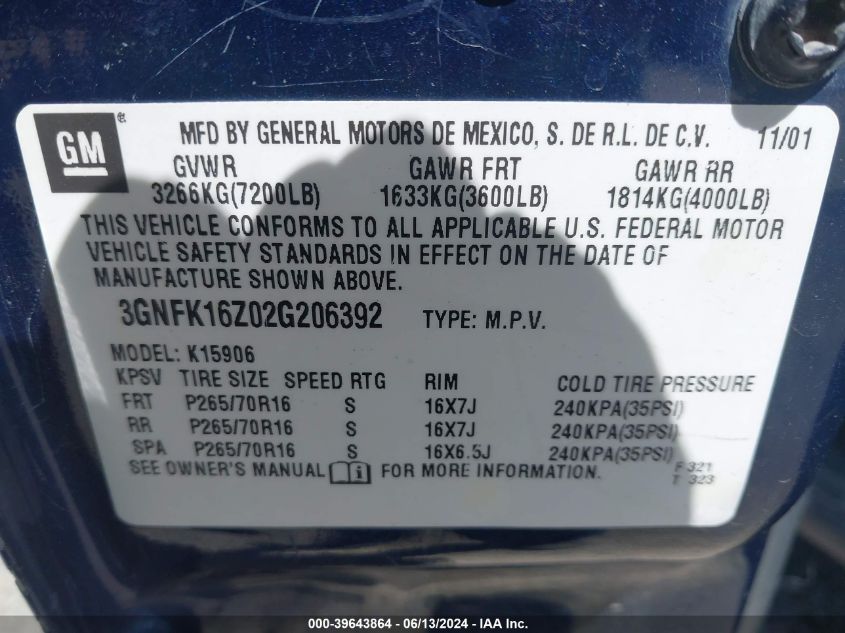 GM
MFD BY GENERAL MOTORS DE MEXICO, S. DE R.L. DE C.V. 11/01
GVWR GAWR FRT GAWR RR
3266KG(7200LB) 1633KG(3600LB) 1814KG(4000LB)
THIS VEHICLE CONFORMS TO ALL APPLICABLE U.S. FEDERAL MOTOR
VEHICLE SAFETY STANDARDS IN EFFECT ON THE DATE OF
MANUFACTURE SHOWN ABOVE.
3GNFK16Z02G206392 TYPE: M.P.V.
MODEL: K15906
KPSV TIRE SIZE SPEED RTG RIM COLD TIRE PRESSURE
FRT P265/70R16 S 16X7J 240KPA(35PSI)
RR P265/70R16 S 16X7J 240KPA(35PSI)
SPA P265/70R16 S 16X6.5J 240KPA(35PSI)
SEE OWNER'S MANUAL FOR MORE INFORMATION. F 321
T 323
000-39643864 - 06/13/2024 - IAA Inc.